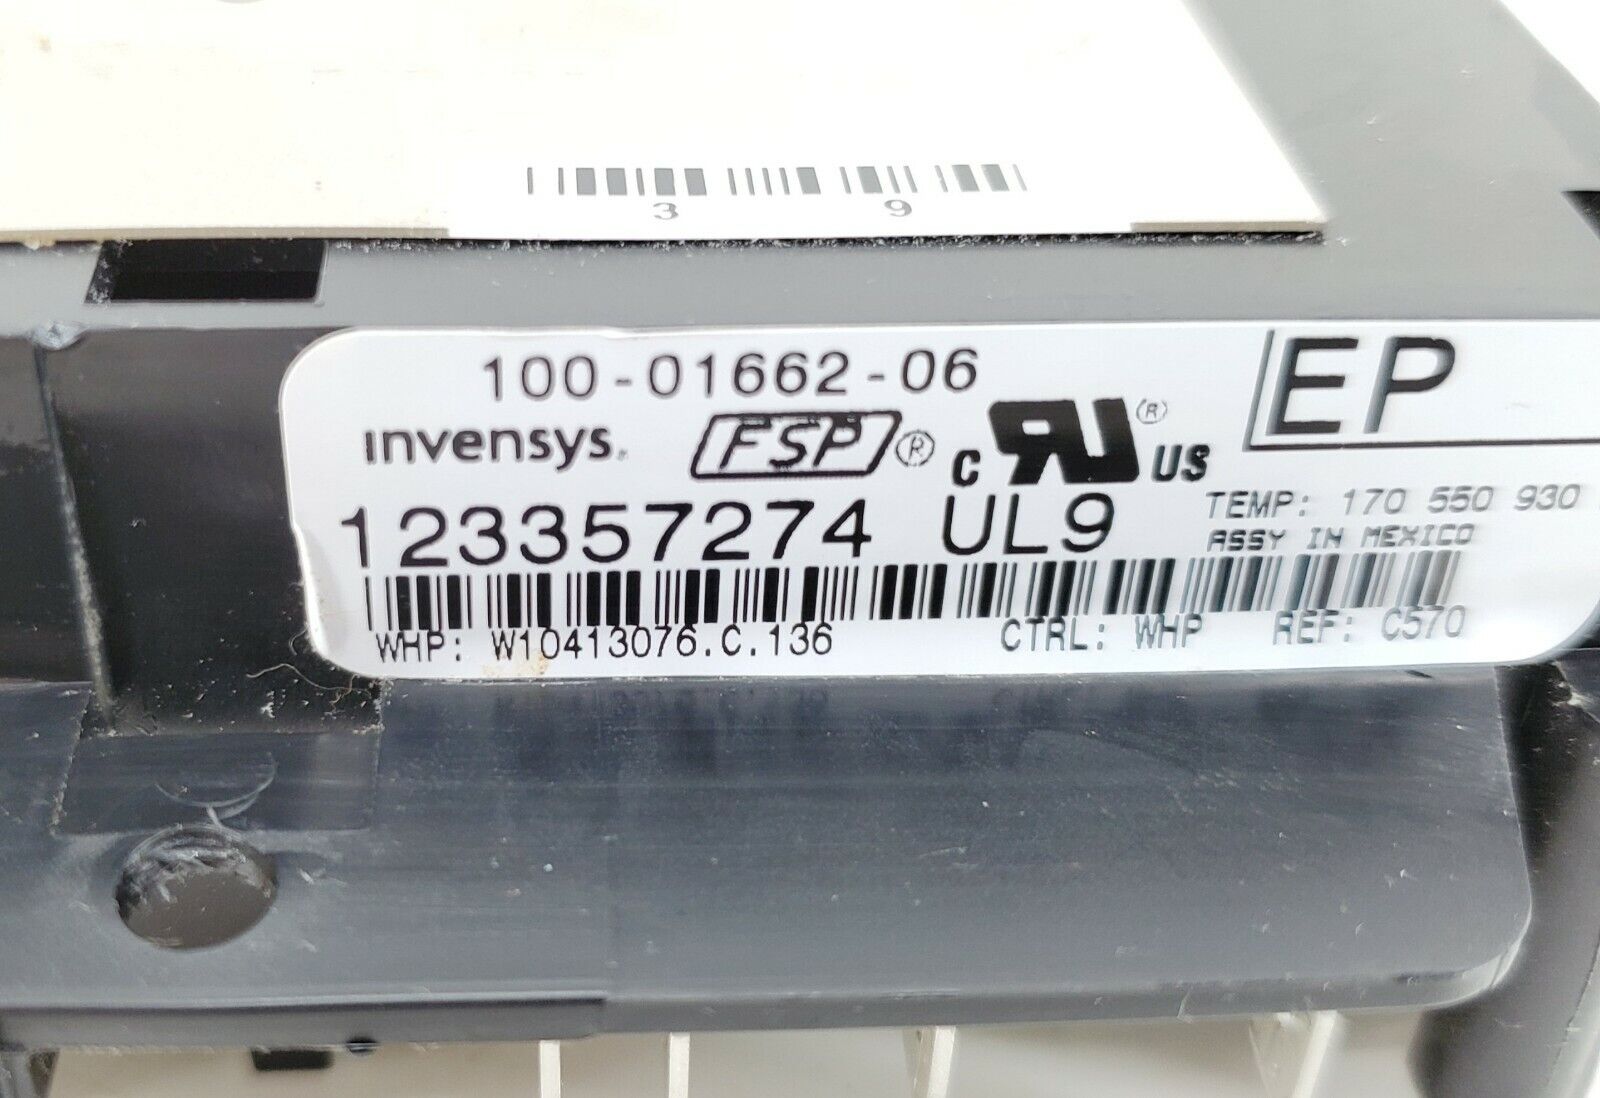 3 9
100-01662-06
EP
invensys. FSP® c RU® US
123357274 UL9
TEMP: 170 550 930
ASSY IN MEXICO
WHP: W10413076.C.136 CTRL: WHP REF: C570